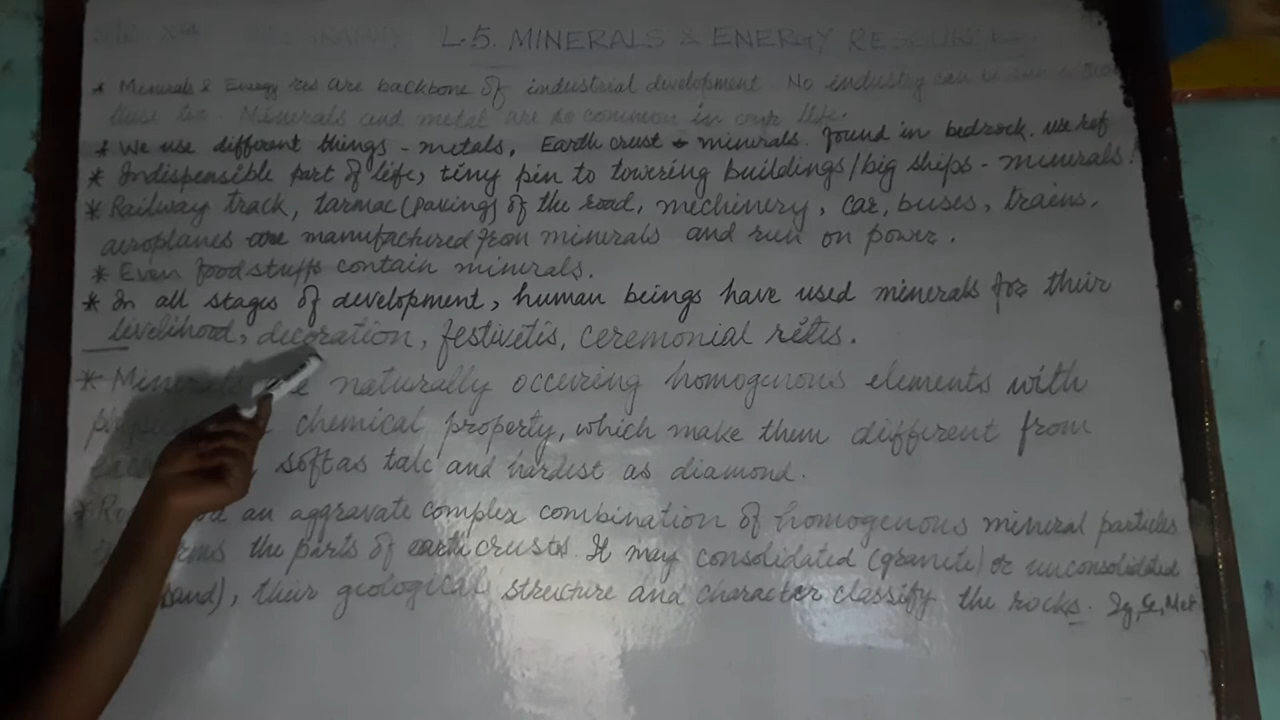 L-5. MINERALS & ENERGY RESOURCES
* Minerals & Energy res are backbone of industrial development. No industry can be
Minerals and metal are so common in our life.
* We use different things - metals, Earth crust → minerals. found in bedrock.
* Indispensible part of life, tiny pin to towering buildings/big ships - minerals!
* Railway track, tarmac (paving) of the road, mechinery, car, buses, trains,
aeroplanes are manufactured from minerals and run on power.
* Even food stuffs contain minerals.
* In all stages of development, human beings have used minerals for their
livelihood, decoration, festivetis, ceremonial rites.
* naturally occuring homogenous elements with
chemical property, which make them different from
soft as talc and hardest as diamond.
* an aggravate complex combination of homogenous mineral particles
the parts of earth crusts. It may consolidated (granite) or unconsolidated
their geological structure and character classify the rocks. Ig, Se, Met